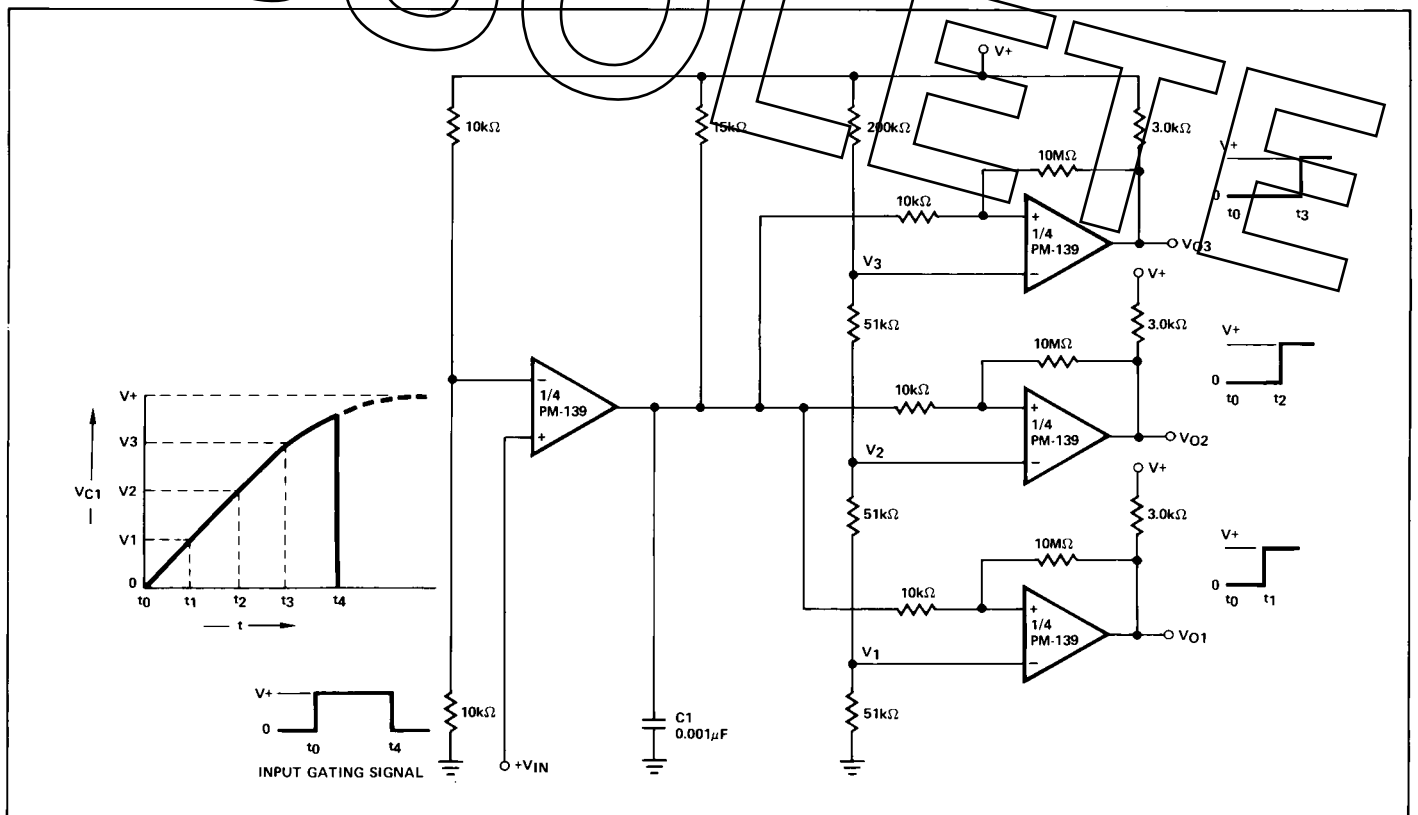 OBSOLETE
V+
10kΩ
15kΩ
200kΩ
3.0kΩ
10MΩ
V+
0
t0 t3
10kΩ
+
1/4
PM-139
−
VO3
V3
V+
51kΩ
3.0kΩ
10MΩ
V+
0
t0 t2
10kΩ
+
1/4
PM-139
−
VO2
V2
−
1/4
PM-139
+
V+
V3
V2
V1
0
VC1
t0 t1 t2 t3 t4
t
V+
51kΩ
3.0kΩ
10MΩ
V+
0
t0 t1
10kΩ
+
1/4
PM-139
−
VO1
V1
V+
0
t0 t4
INPUT GATING SIGNAL
10kΩ
+VIN
C1
0.001μF
51kΩ